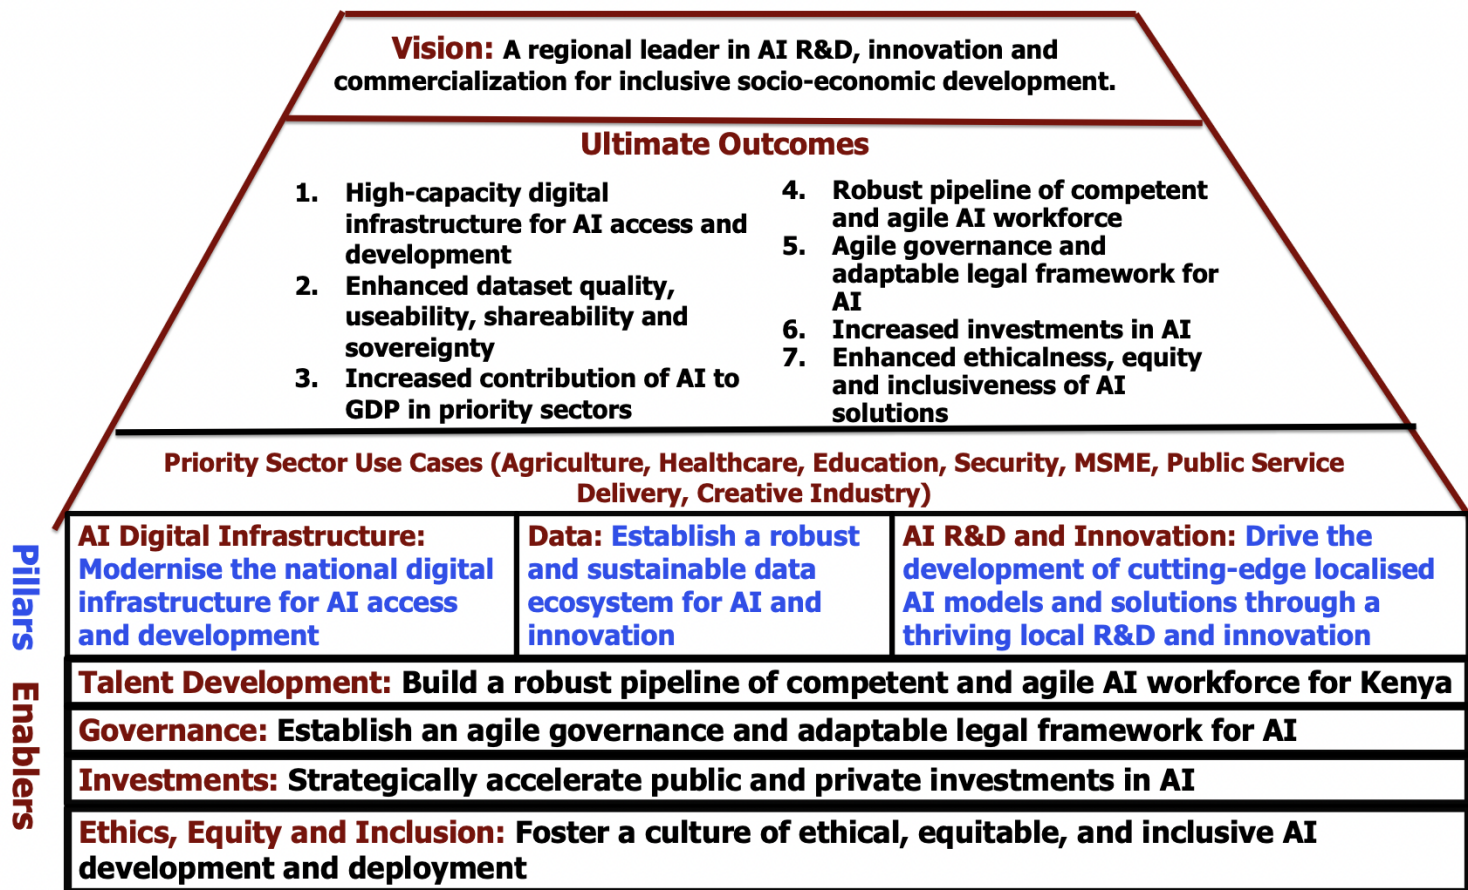 Vision: A regional leader in AI R&D, innovation and
commercialization for inclusive socio-economic development.
Ultimate Outcomes
1. High-capacity digital
infrastructure for AI access and
development
2. Enhanced dataset quality,
useability, shareability and
sovereignty
3. Increased contribution of AI to
GDP in priority sectors
4. Robust pipeline of competent
and agile AI workforce
5. Agile governance and
adaptable legal framework for
AI
6. Increased investments in AI
7. Enhanced ethicalness, equity
and inclusiveness of AI
solutions
Priority Sector Use Cases (Agriculture, Healthcare, Education, Security, MSME, Public Service
Delivery, Creative Industry)
Pillars
AI Digital Infrastructure:
Modernise the national digital
infrastructure for AI access
and development
Data: Establish a robust
and sustainable data
ecosystem for AI and
innovation
AI R&D and Innovation: Drive the
development of cutting-edge localised
AI models and solutions through a
thriving local R&D and innovation
Enablers
Talent Development: Build a robust pipeline of competent and agile AI workforce for Kenya
Governance: Establish an agile governance and adaptable legal framework for AI
Investments: Strategically accelerate public and private investments in AI
Ethics, Equity and Inclusion: Foster a culture of ethical, equitable, and inclusive AI
development and deployment